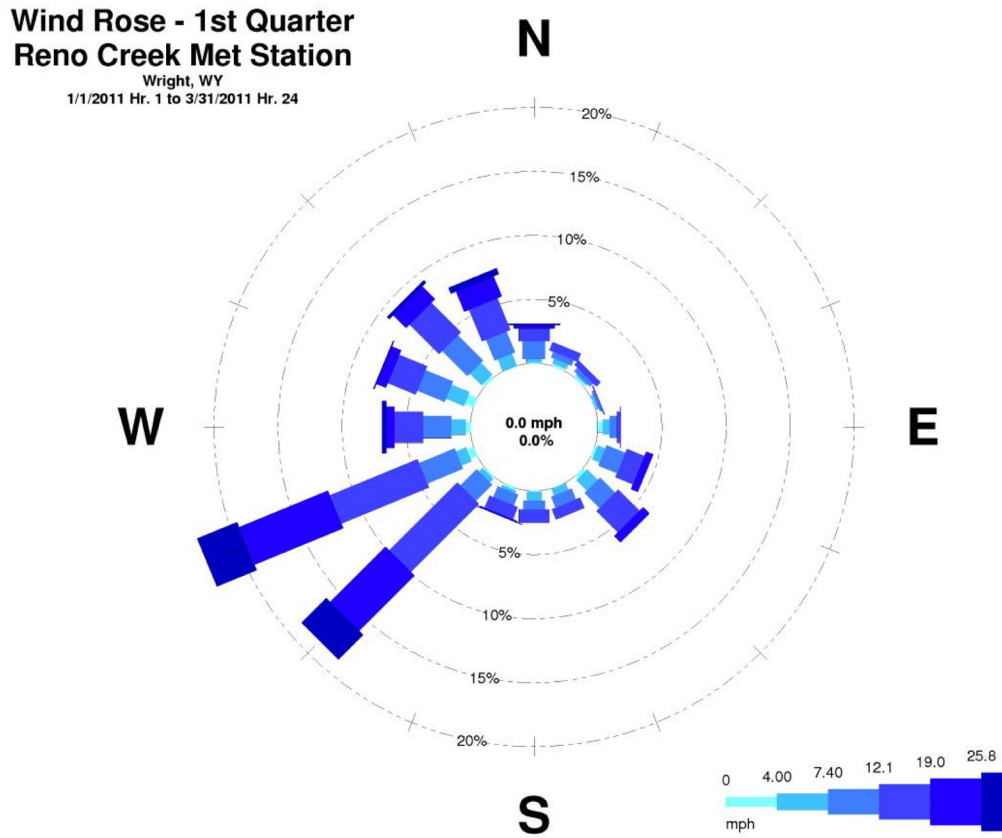 Wind Rose - 1st Quarter
Reno Creek Met Station
Wright, WY
1/1/2011 Hr. 1 to 3/31/2011 Hr. 24
N
20%
15%
10%
5%
W
0.0 mph
0.0%
E
5%
10%
15%
20%
S
0 4.00 7.40 12.1 19.0 25.8
mph